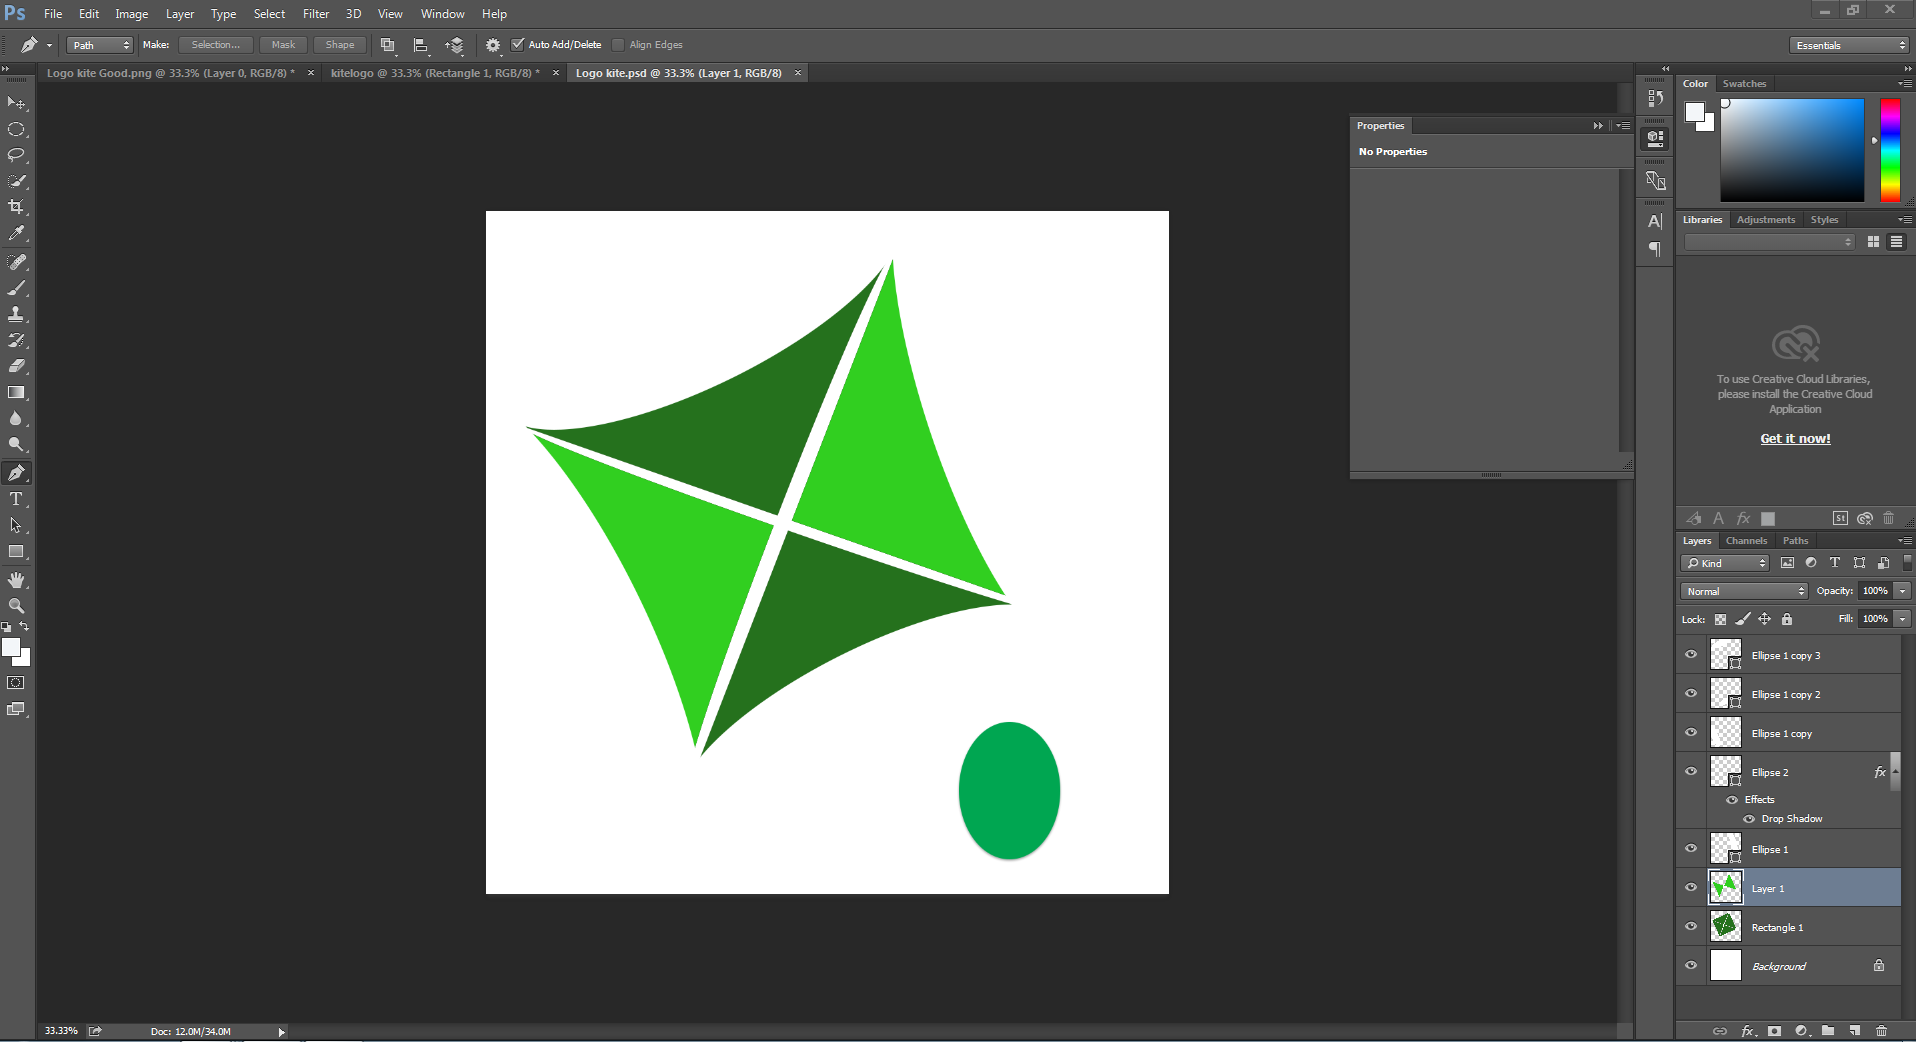 Ps File Edit Image Layer Type Select Filter 3D View Window Help
Path Make: Selection... Mask Shape Auto Add/Delete Align Edges Essentials
Logo kite Good.png @ 33.3% (Layer 0, RGB/8) * × kitelogo @ 33.3% (Rectangle 1, RGB/8) * × Logo kite.psd @ 33.3% (Layer 1, RGB/8) ×
Properties
No Properties
Color Swatches
Libraries Adjustments Styles
To use Creative Cloud Libraries,
please install the Creative Cloud
Application
Get it now!
A fx St
Layers Channels Paths
Kind T
Normal Opacity: 100%
Lock: Fill: 100%
Ellipse 1 copy 3
Ellipse 1 copy 2
Ellipse 1 copy
Ellipse 2 fx
Effects
Drop Shadow
Ellipse 1
Layer 1
Rectangle 1
Background
33.33% Doc: 12.0M/34.0M
fx